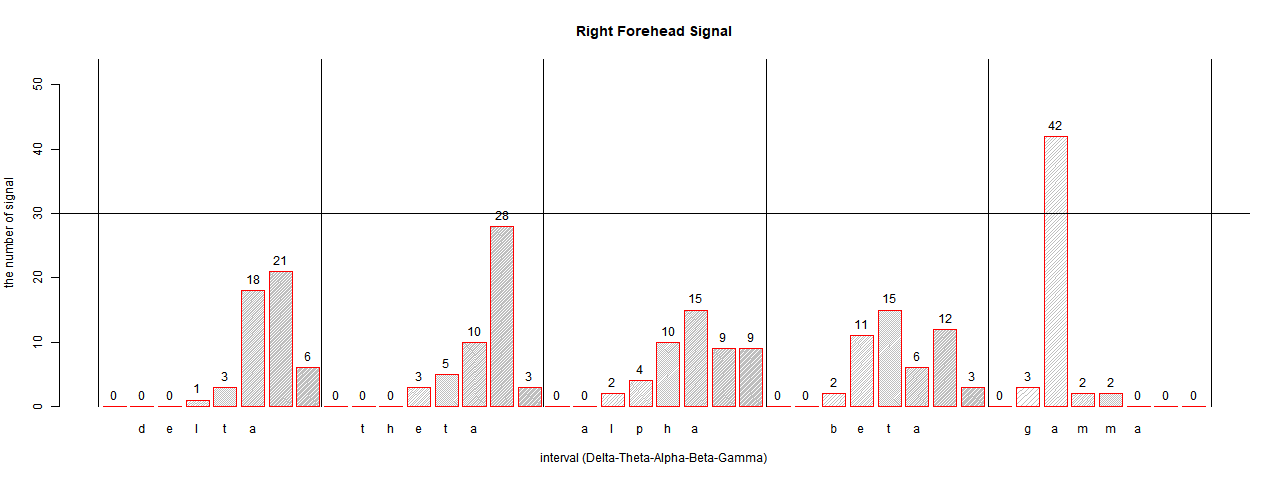 Right Forehead Signal
the number of signal
50
40
30
20
10
0
0 0 0 1 3 18 21 6 0 0 0 3 5 10 28 3 0 0 2 4 10 15 9 9 0 0 2 11 15 6 12 3 0 3 42 2 2 0 0 0
d e l t a t h e t a a l p h a b e t a g a m m a
interval (Delta-Theta-Alpha-Beta-Gamma)